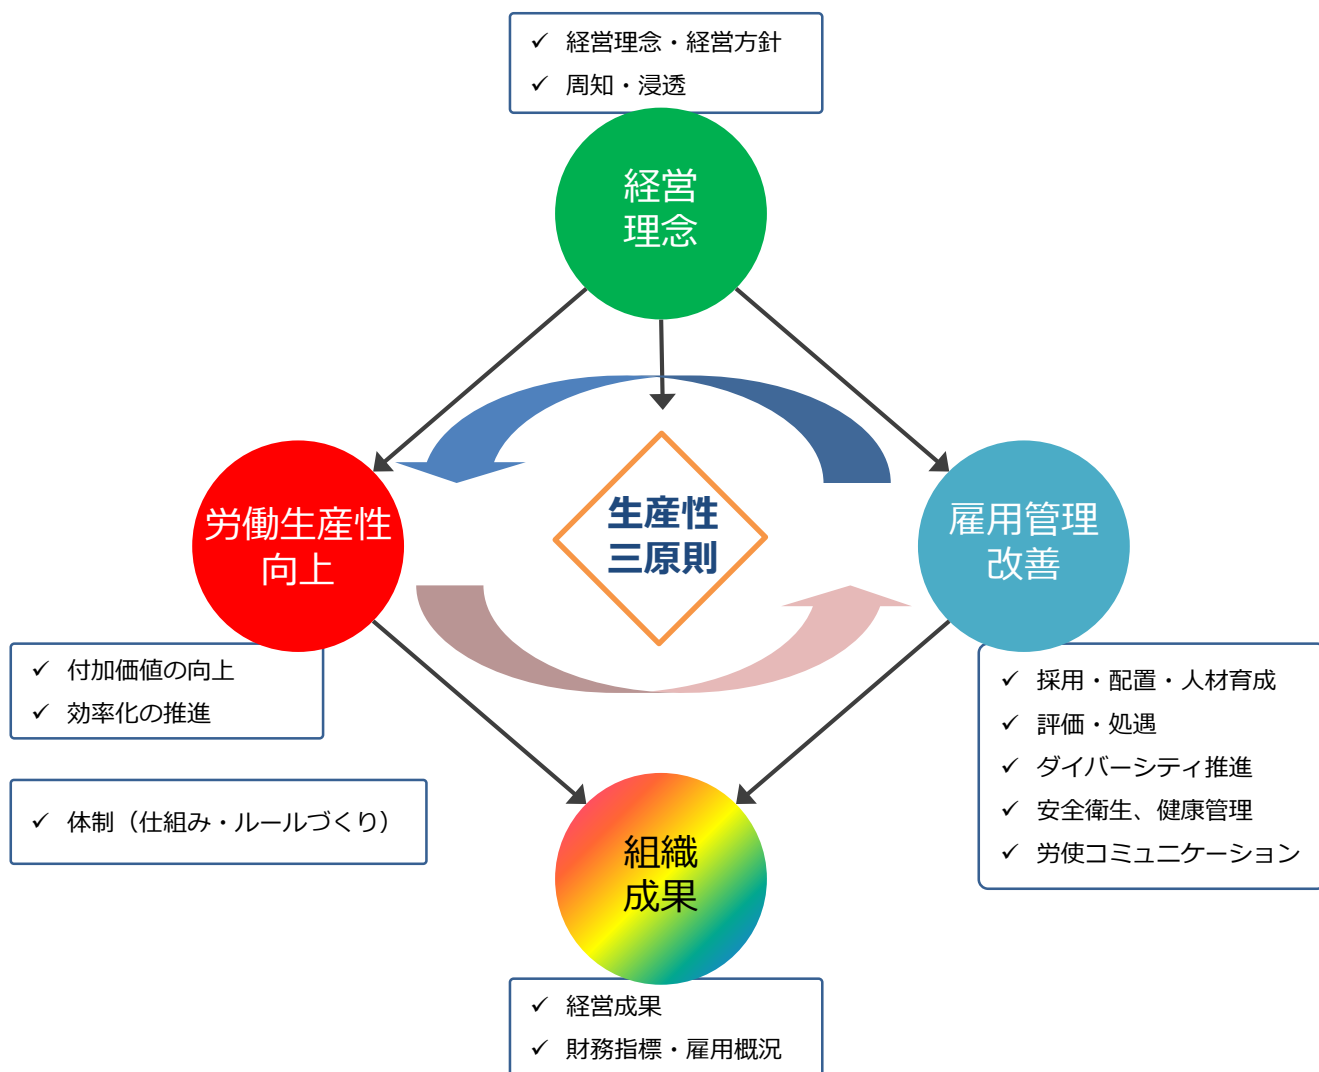 ✓ 経営理念・経営方針
✓ 周知・浸透
経営
理念
生産性
三原則
労働生産性
向上
雇用管理
改善
✓ 付加価値の向上
✓ 効率化の推進
✓ 体制（仕組み・ルールづくり）
✓ 採用・配置・人材育成
✓ 評価・処遇
✓ ダイバーシティ推進
✓ 安全衛生、健康管理
✓ 労使コミュニケーション
組織
成果
✓ 経営成果
✓ 財務指標・雇用概況